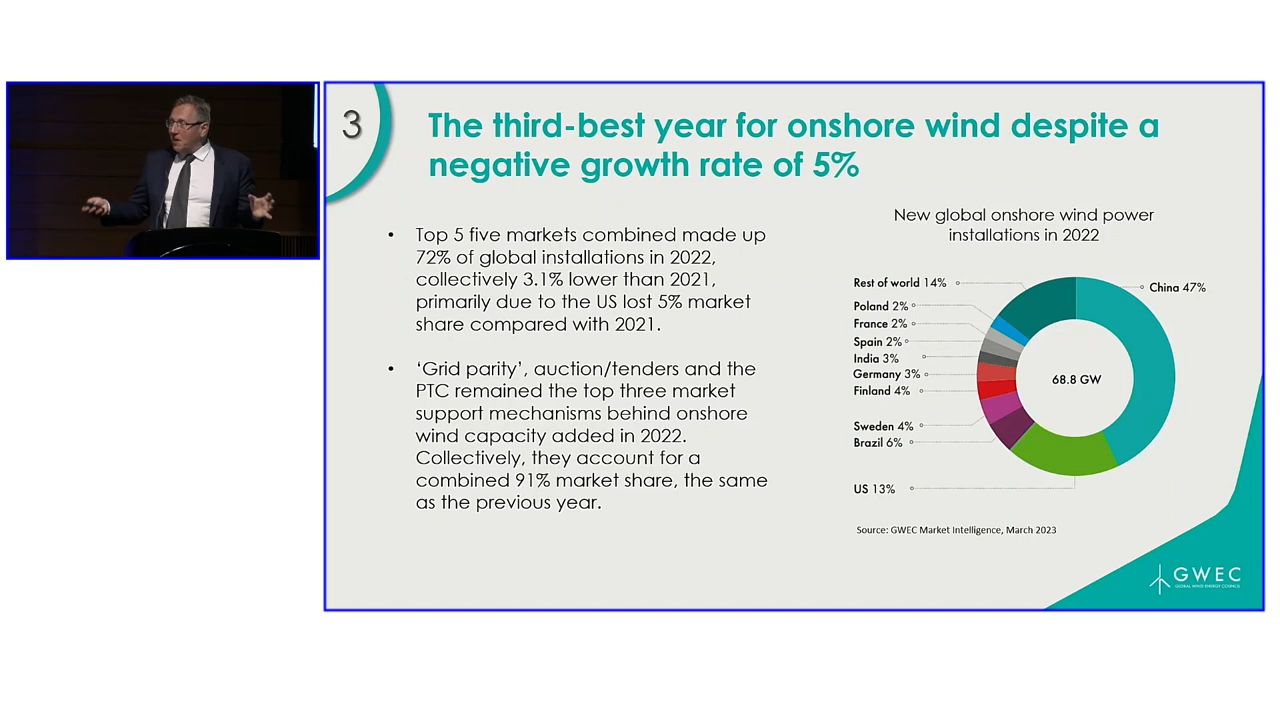 3
The third-best year for onshore wind despite a
negative growth rate of 5%
• Top 5 five markets combined made up
72% of global installations in 2022,
collectively 3.1% lower than 2021,
primarily due to the US lost 5% market
share compared with 2021.
• ‘Grid parity’, auction/tenders and the
PTC remained the top three market
support mechanisms behind onshore
wind capacity added in 2022.
Collectively, they account for a
combined 91% market share, the same
as the previous year.
New global onshore wind power
installations in 2022
Rest of world 14%
China 47%
Poland 2%
France 2%
Spain 2%
India 3%
Germany 3%
Finland 4%
Sweden 4%
Brazil 6%
US 13%
68.8 GW
Source: GWEC Market Intelligence, March 2023
GWEC
GLOBAL WIND ENERGY COUNCIL